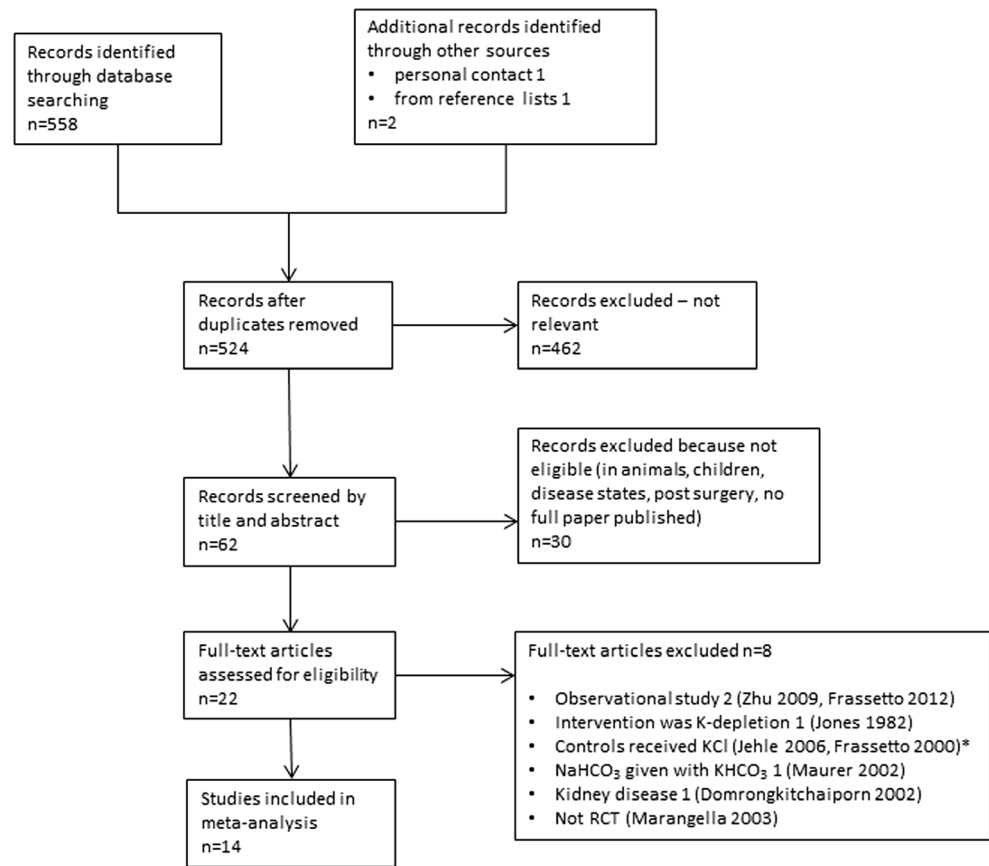 Records identified
through database
searching
n=558
Additional records identified
through other sources
• personal contact 1
• from reference lists 1
n=2
Records after
duplicates removed
n=524
Records excluded – not
relevant
n=462
Records screened by
title and abstract
n=62
Records excluded because not
eligible (in animals, children,
disease states, post surgery, no
full paper published)
n=30
Full-text articles
assessed for eligibility
n=22
Full-text articles excluded n=8
• Observational study 2 (Zhu 2009, Frassetto 2012)
• Intervention was K-depletion 1 (Jones 1982)
• Controls received KCl (Jehle 2006, Frassetto 2000)*
• NaHCO₃ given with KHCO₃ 1 (Maurer 2002)
• Kidney disease 1 (Domrongkitchaiporn 2002)
• Not RCT (Marangella 2003)
Studies included in
meta-analysis
n=14